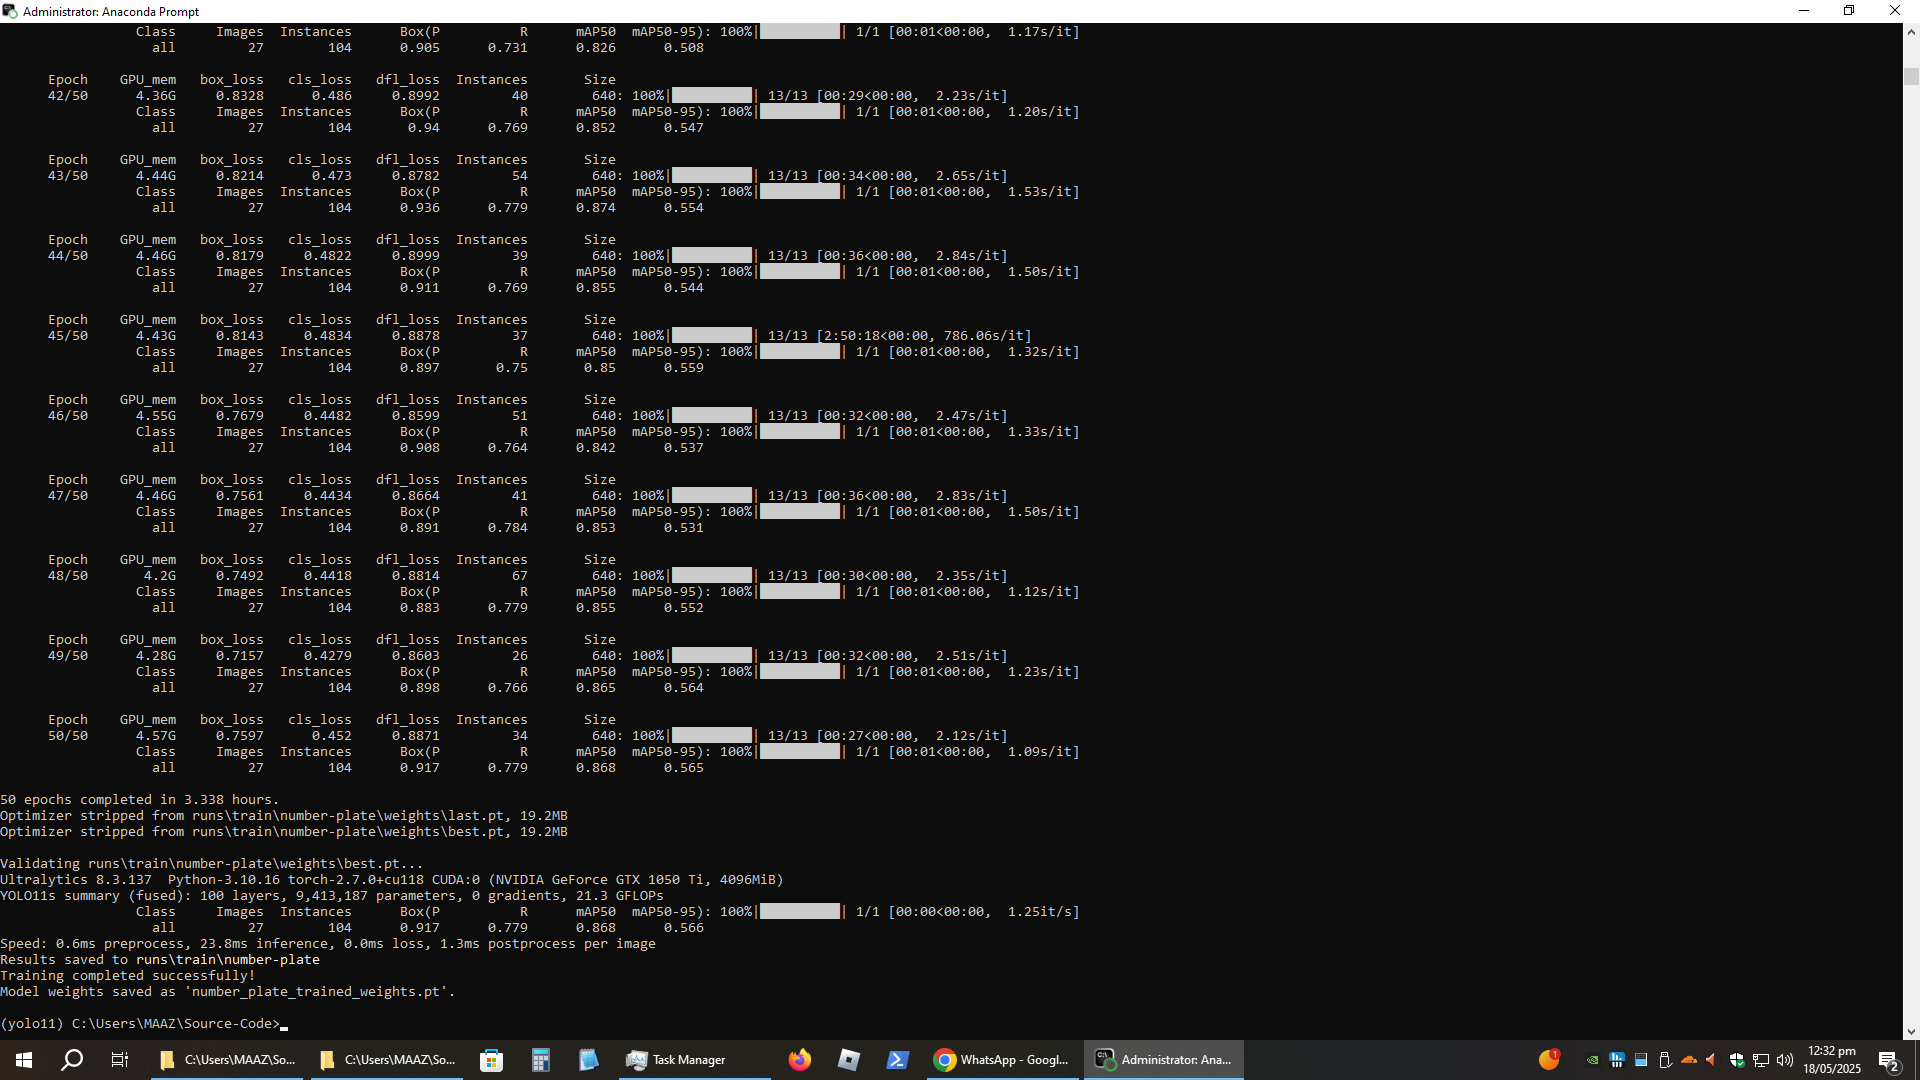 Administrator: Anaconda Prompt
Class Images Instances Box(P R mAP50 mAP50-95): 100%| | 1/1 [00:01<00:00, 1.17s/it]
all 27 104 0.905 0.731 0.826 0.508
Epoch GPU_mem box_loss cls_loss dfl_loss Instances Size
42/50 4.36G 0.8328 0.486 0.8992 40 640: 100%| | 13/13 [00:29<00:00, 2.23s/it]
Class Images Instances Box(P R mAP50 mAP50-95): 100%| | 1/1 [00:01<00:00, 1.20s/it]
all 27 104 0.94 0.769 0.852 0.547
Epoch GPU_mem box_loss cls_loss dfl_loss Instances Size
43/50 4.44G 0.8214 0.473 0.8782 54 640: 100%| | 13/13 [00:34<00:00, 2.65s/it]
Class Images Instances Box(P R mAP50 mAP50-95): 100%| | 1/1 [00:01<00:00, 1.53s/it]
all 27 104 0.936 0.779 0.874 0.554
Epoch GPU_mem box_loss cls_loss dfl_loss Instances Size
44/50 4.46G 0.8179 0.4822 0.8999 39 640: 100%| | 13/13 [00:36<00:00, 2.84s/it]
Class Images Instances Box(P R mAP50 mAP50-95): 100%| | 1/1 [00:01<00:00, 1.50s/it]
all 27 104 0.911 0.769 0.855 0.544
Epoch GPU_mem box_loss cls_loss dfl_loss Instances Size
45/50 4.43G 0.8143 0.4834 0.8878 37 640: 100%| | 13/13 [2:50:18<00:00, 786.06s/it]
Class Images Instances Box(P R mAP50 mAP50-95): 100%| | 1/1 [00:01<00:00, 1.32s/it]
all 27 104 0.897 0.75 0.85 0.559
Epoch GPU_mem box_loss cls_loss dfl_loss Instances Size
46/50 4.55G 0.7679 0.4482 0.8599 51 640: 100%| | 13/13 [00:32<00:00, 2.47s/it]
Class Images Instances Box(P R mAP50 mAP50-95): 100%| | 1/1 [00:01<00:00, 1.33s/it]
all 27 104 0.908 0.764 0.842 0.537
Epoch GPU_mem box_loss cls_loss dfl_loss Instances Size
47/50 4.46G 0.7561 0.4434 0.8664 41 640: 100%| | 13/13 [00:36<00:00, 2.83s/it]
Class Images Instances Box(P R mAP50 mAP50-95): 100%| | 1/1 [00:01<00:00, 1.50s/it]
all 27 104 0.891 0.784 0.853 0.531
Epoch GPU_mem box_loss cls_loss dfl_loss Instances Size
48/50 4.2G 0.7492 0.4418 0.8814 67 640: 100%| | 13/13 [00:30<00:00, 2.35s/it]
Class Images Instances Box(P R mAP50 mAP50-95): 100%| | 1/1 [00:01<00:00, 1.12s/it]
all 27 104 0.883 0.779 0.855 0.552
Epoch GPU_mem box_loss cls_loss dfl_loss Instances Size
49/50 4.28G 0.7157 0.4279 0.8603 26 640: 100%| | 13/13 [00:32<00:00, 2.51s/it]
Class Images Instances Box(P R mAP50 mAP50-95): 100%| | 1/1 [00:01<00:00, 1.23s/it]
all 27 104 0.898 0.766 0.865 0.564
Epoch GPU_mem box_loss cls_loss dfl_loss Instances Size
50/50 4.57G 0.7597 0.452 0.8871 34 640: 100%| | 13/13 [00:27<00:00, 2.12s/it]
Class Images Instances Box(P R mAP50 mAP50-95): 100%| | 1/1 [00:01<00:00, 1.09s/it]
all 27 104 0.917 0.779 0.868 0.565
50 epochs completed in 3.338 hours.
Optimizer stripped from runs\train\number-plate\weights\last.pt, 19.2MB
Optimizer stripped from runs\train\number-plate\weights\best.pt, 19.2MB
Validating runs\train\number-plate\weights\best.pt...
Ultralytics 8.3.137 Python-3.10.16 torch-2.7.0+cu118 CUDA:0 (NVIDIA GeForce GTX 1050 Ti, 4096MiB)
YOLO11s summary (fused): 100 layers, 9,413,187 parameters, 0 gradients, 21.3 GFLOPs
Class Images Instances Box(P R mAP50 mAP50-95): 100%| | 1/1 [00:00<00:00, 1.25it/s]
all 27 104 0.917 0.779 0.868 0.566
Speed: 0.6ms preprocess, 23.8ms inference, 0.0ms loss, 1.3ms postprocess per image
Results saved to runs\train\number-plate
Training completed successfully!
Model weights saved as 'number_plate_trained_weights.pt'.
(yolo11) C:\Users\MAAZ\Source-Code>
C:\Users\MAAZ\So...
C:\Users\MAAZ\So...
Task Manager
WhatsApp - Googl...
Administrator: Ana...
1
12:32 pm
18/05/2025
2